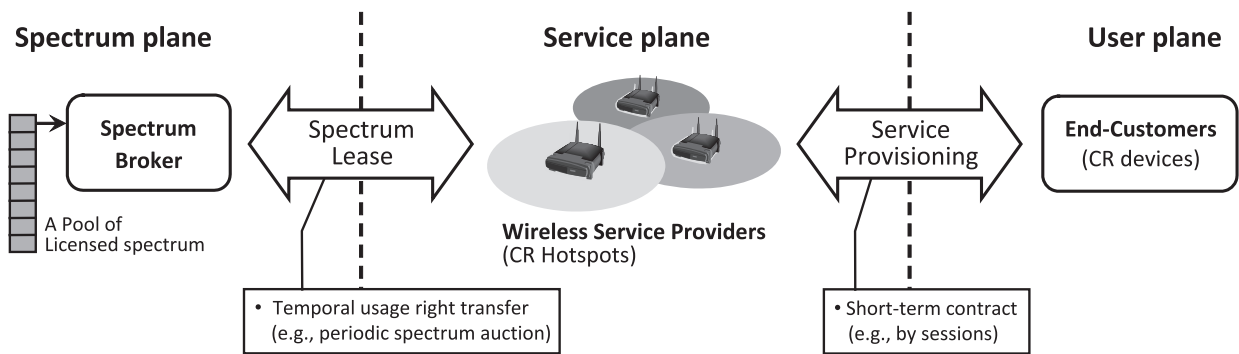 Spectrum plane
Service plane
User plane
Spectrum
Broker
A Pool of
Licensed spectrum
Spectrum
Lease
• Temporal usage right transfer
(e.g., periodic spectrum auction)
Wireless Service Providers
(CR Hotspots)
Service
Provisioning
• Short-term contract
(e.g., by sessions)
End-Customers
(CR devices)